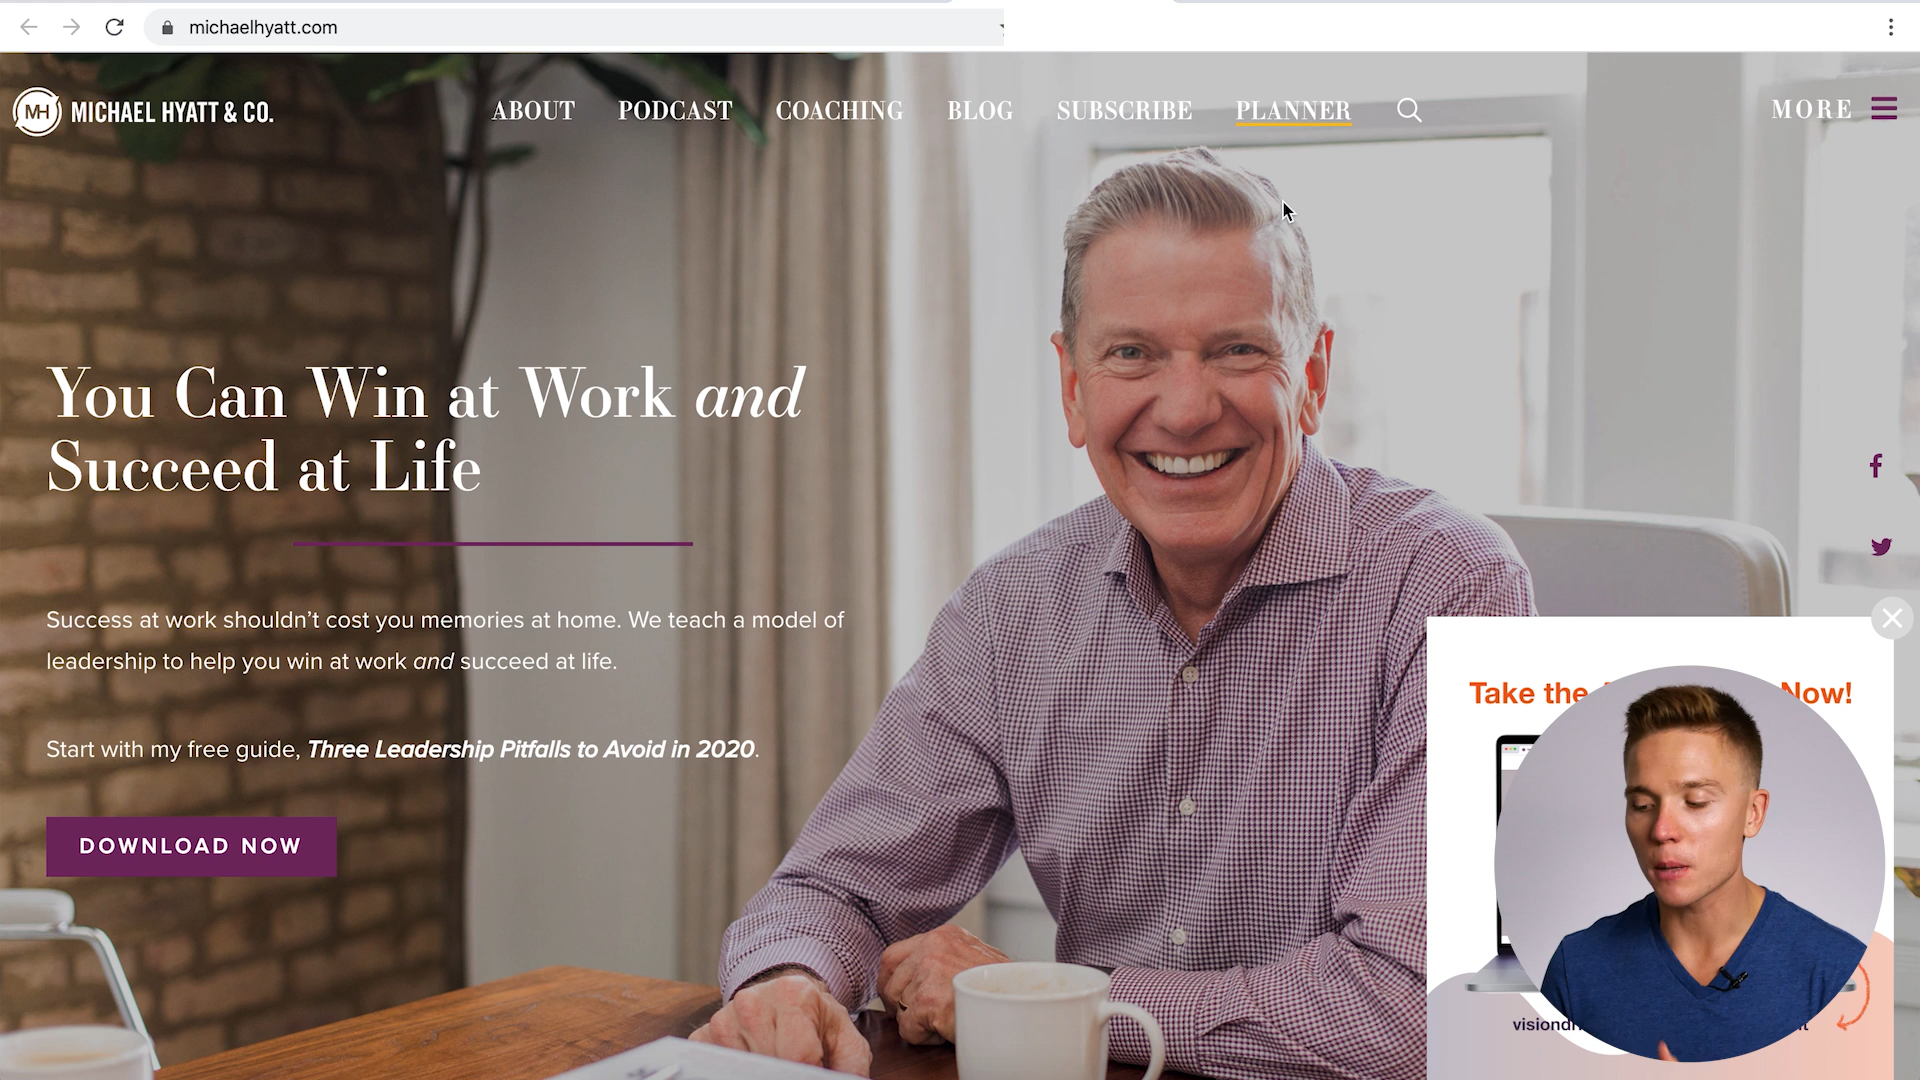 michaelhyatt.com
MH MICHAEL HYATT & CO.
ABOUT PODCAST COACHING BLOG SUBSCRIBE PLANNER
MORE
You Can Win at Work and
Succeed at Life
Success at work shouldn’t cost you memories at home. We teach a model of
leadership to help you win at work and succeed at life.
Start with my free guide, Three Leadership Pitfalls to Avoid in 2020.
DOWNLOAD NOW
Take the Now!